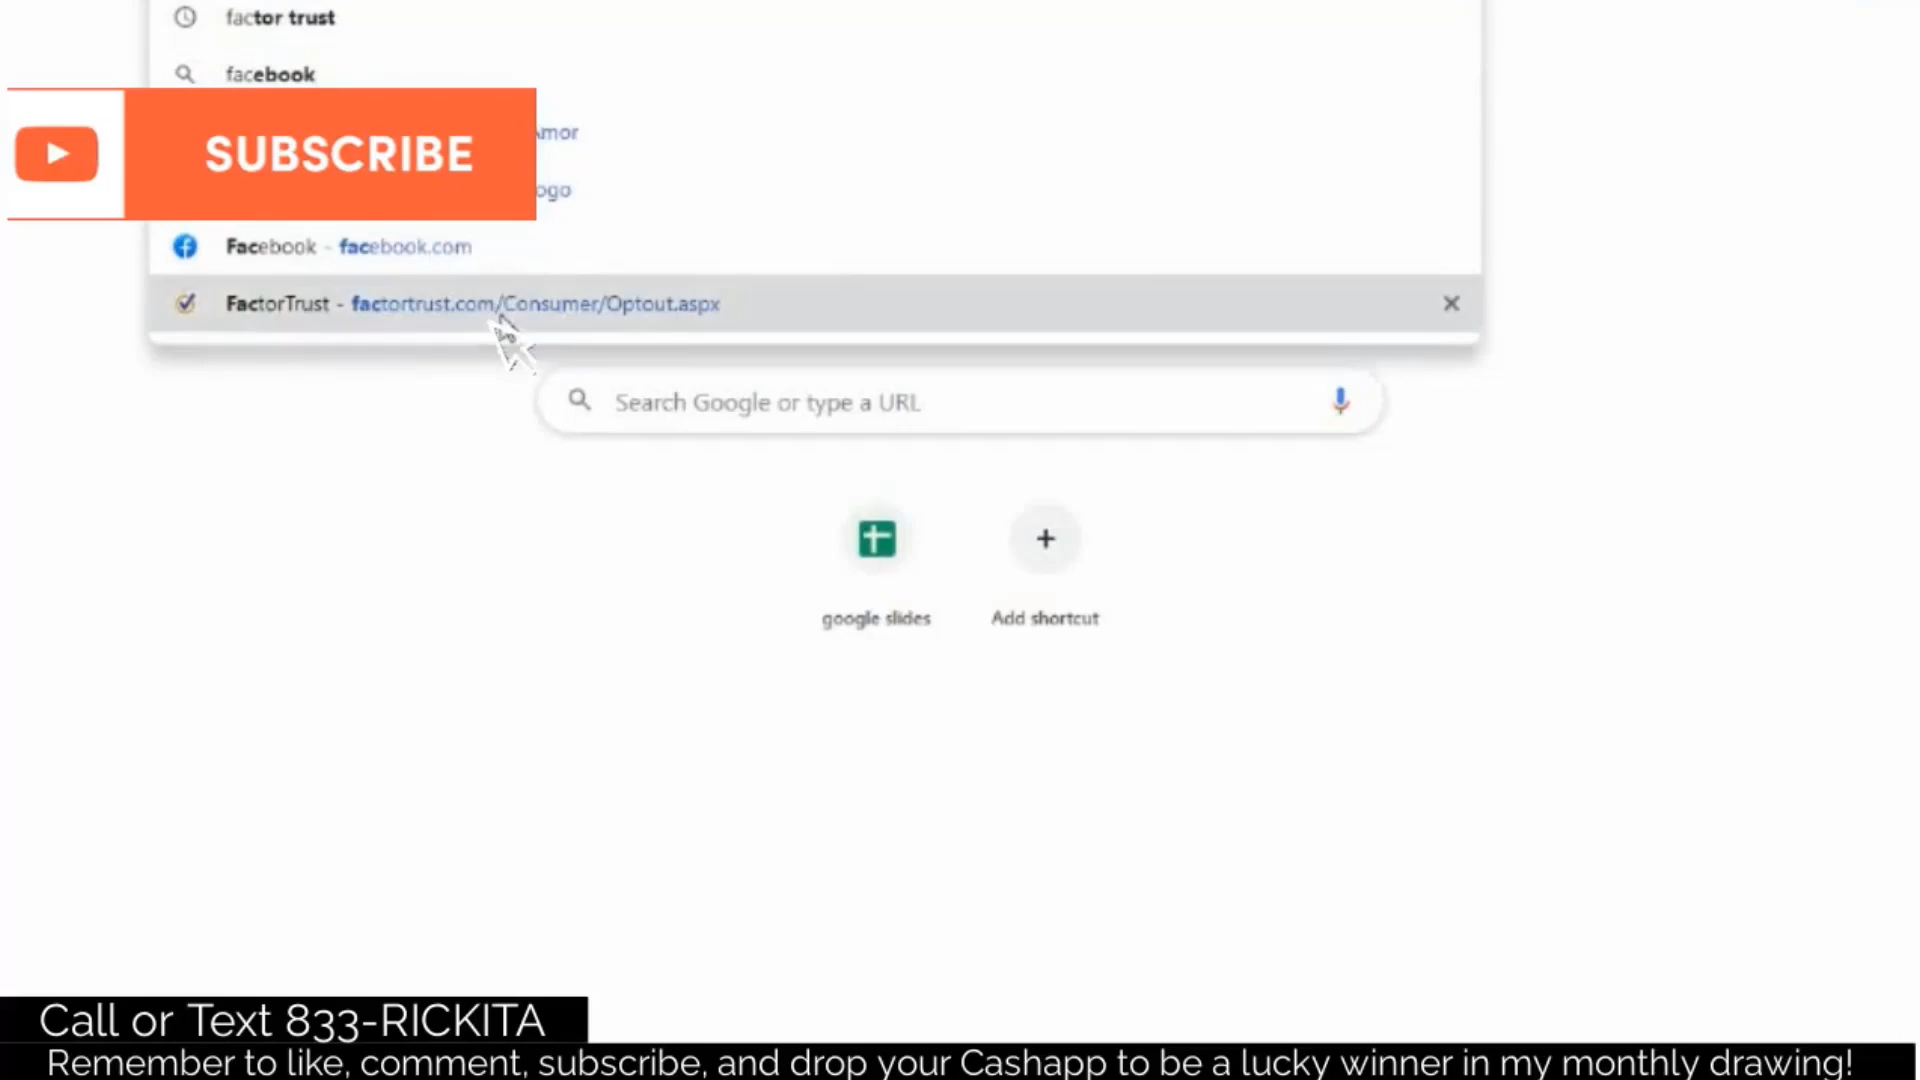 factor trust
facebook
SUBSCRIBE
Facebook - facebook.com
FactorTrust - factortrust.com/Consumer/Optout.aspx
Search Google or type a URL
google slides
Add shortcut
Call or Text 833-RICKITA
Remember to like, comment, subscribe, and drop your Cashapp to be a lucky winner in my monthly drawing!